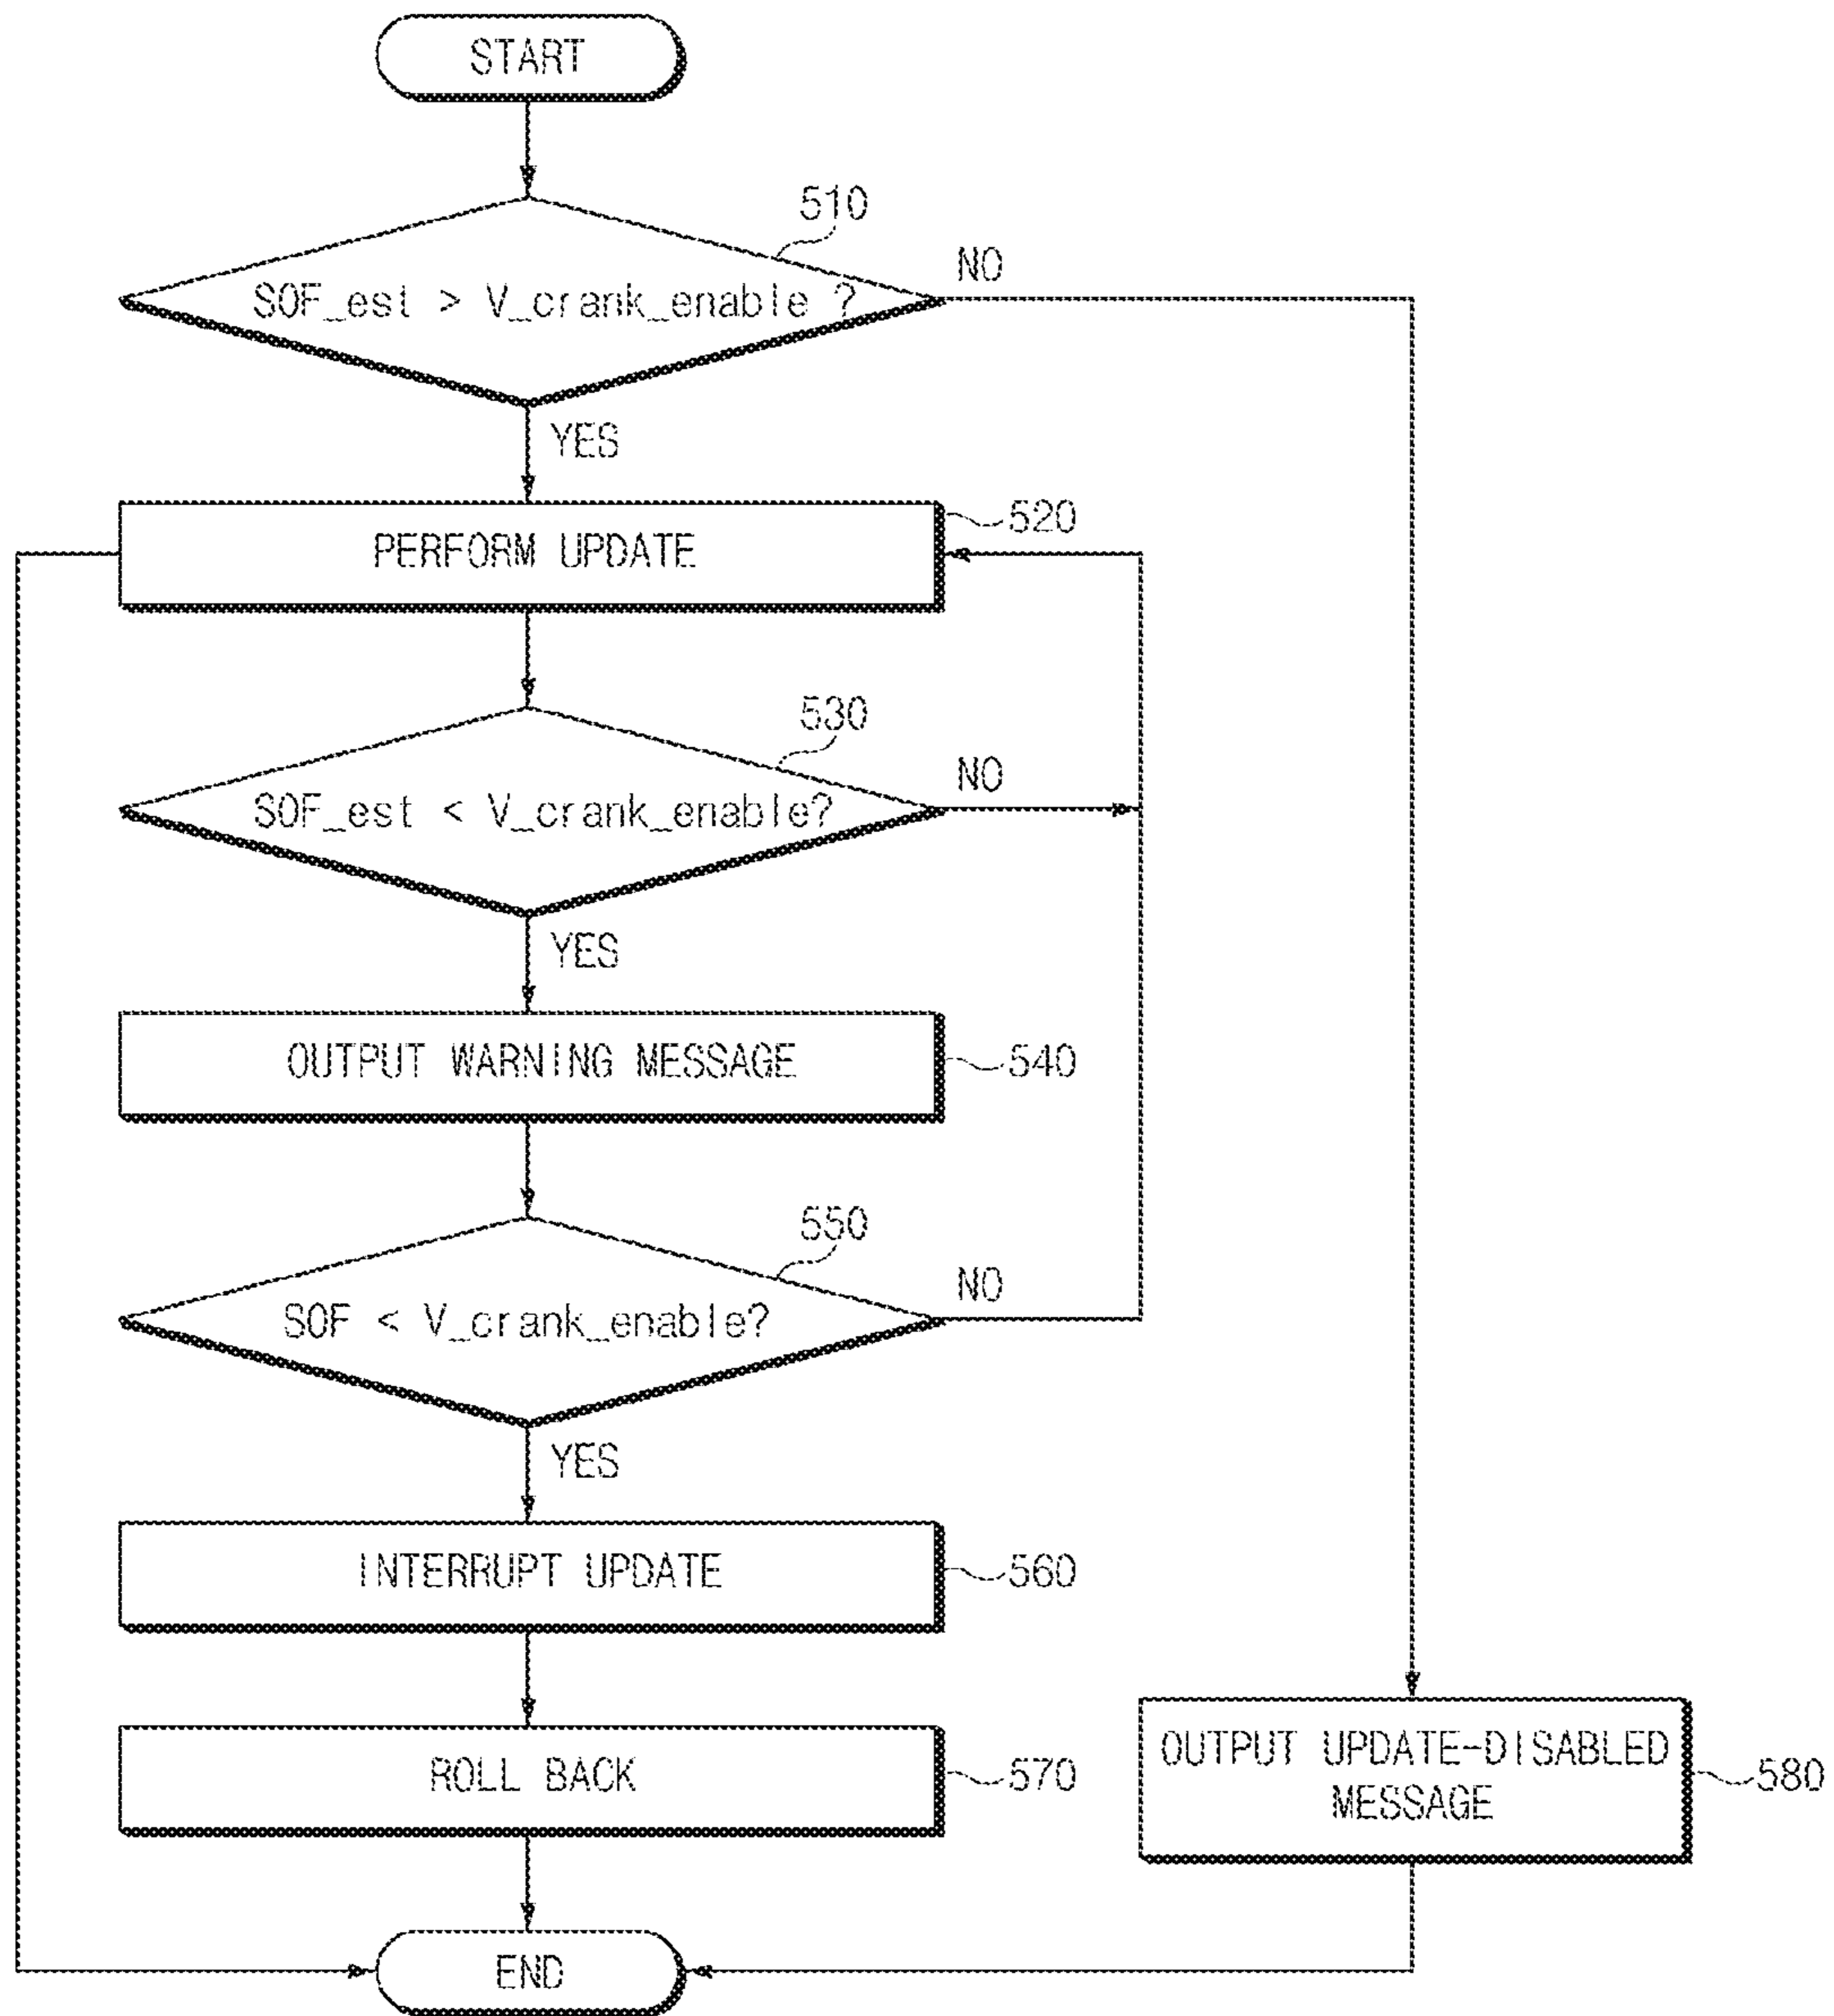 START
510
SOF_est > V_crank_enable ?
NO
YES
PERFORM UPDATE
520
530
SOF_est < V_crank_enable?
NO
YES
OUTPUT WARNING MESSAGE
540
550
SOF < V_crank_enable?
NO
YES
INTERRUPT UPDATE
560
ROLL BACK
570
OUTPUT UPDATE-DISABLED
MESSAGE
580
END